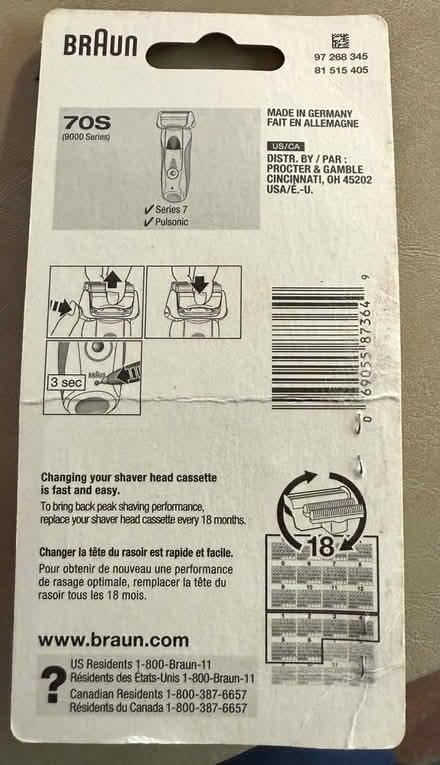 BRAUN
97 268 345
81 515 405
70S
(9000 Series)
✓ Series 7
✓ Pulsonic
MADE IN GERMANY
FAIT EN ALLEMAGNE
US/CA
DISTR. BY / PAR :
PROCTER & GAMBLE
CINCINNATI, OH 45202
USA/É.-U.
BRAUN
3 sec
0 69055 87364 9
Changing your shaver head cassette
is fast and easy.
To bring back peak shaving performance,
replace your shaver head cassette every 18 months.
Changer la tête du rasoir est rapide et facile.
Pour obtenir de nouveau une performance
de rasage optimale, remplacer la tête du
rasoir tous les 18 mois.
18
www.braun.com
?
US Residents 1-800-Braun-11
Résidents des États-Unis 1-800-Braun-11
Canadian Residents 1-800-387-6657
Résidents du Canada 1-800-387-6657